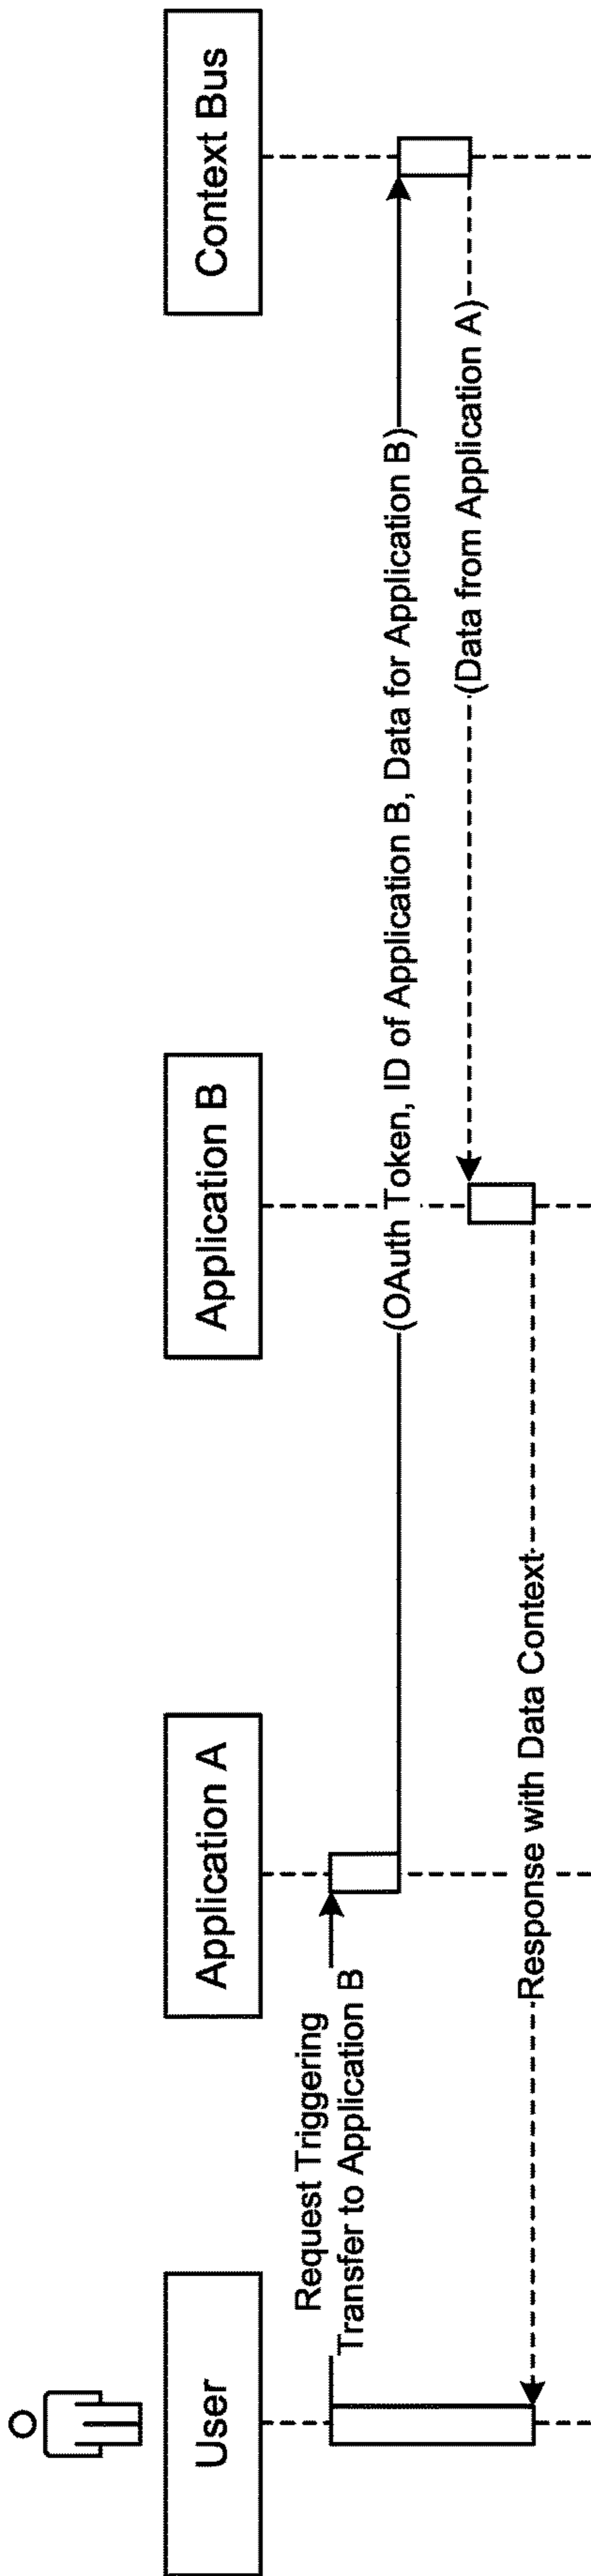 User
Application A
Application B
Context Bus
Request Triggering
Transfer to Application B
(OAuth Token, ID of Application B, Data for Application B)
(Data from Application A)
Response with Data Context